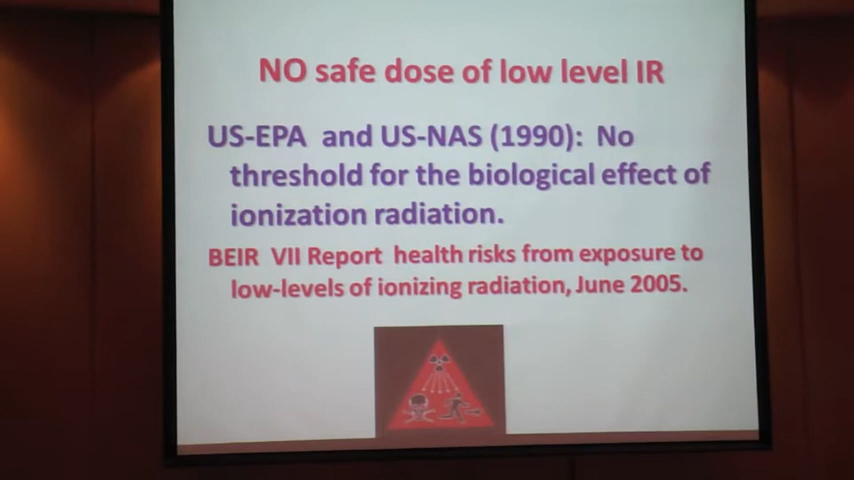 NO safe dose of low level IR
US-EPA and US-NAS (1990): No
threshold for the biological effect of
ionization radiation.
BEIR VII Report health risks from exposure to
low-levels of ionizing radiation, June 2005.